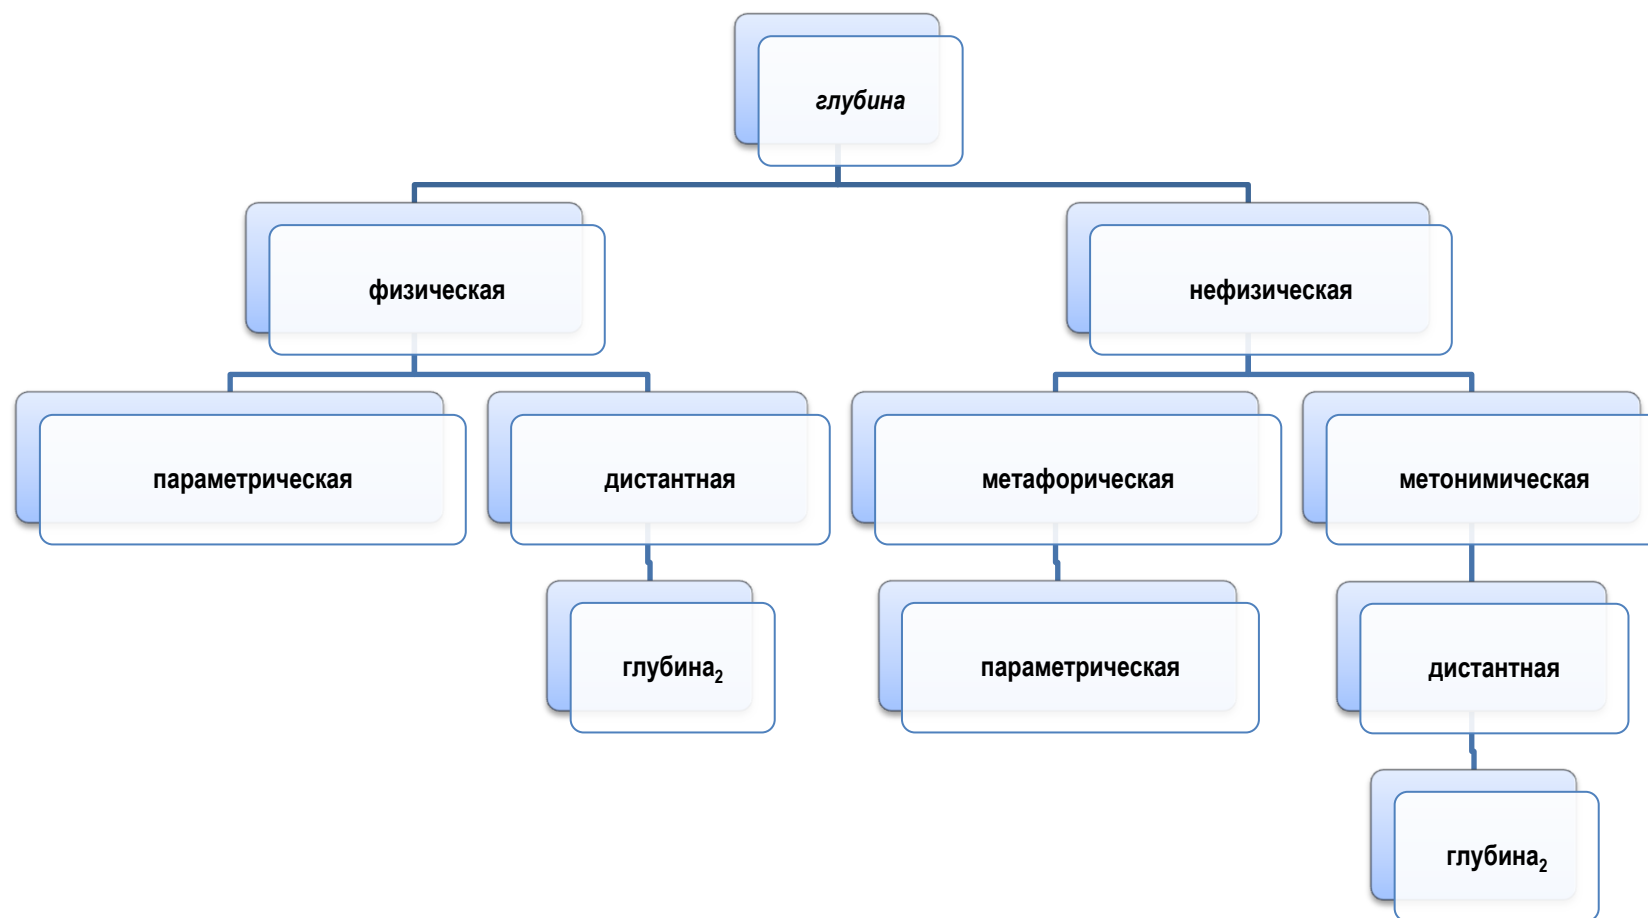 глубина
физическая
нефизическая
параметрическая
дистантная
метафорическая
метонимическая
глубина₂
параметрическая
дистантная
глубина₂